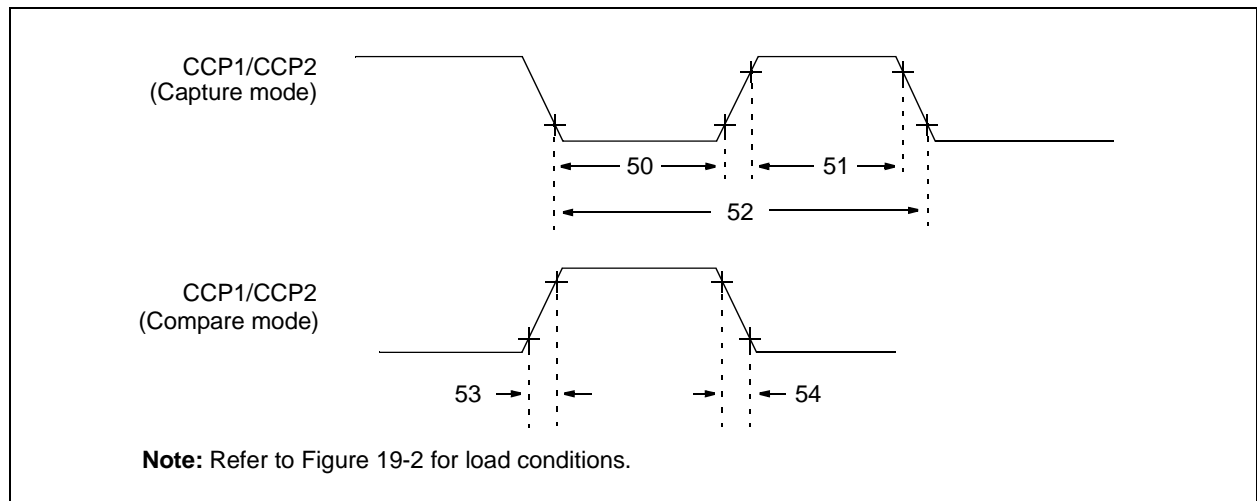 CCP1/CCP2
(Capture mode)
50
51
52
CCP1/CCP2
(Compare mode)
53
54
Note: Refer to Figure 19-2 for load conditions.